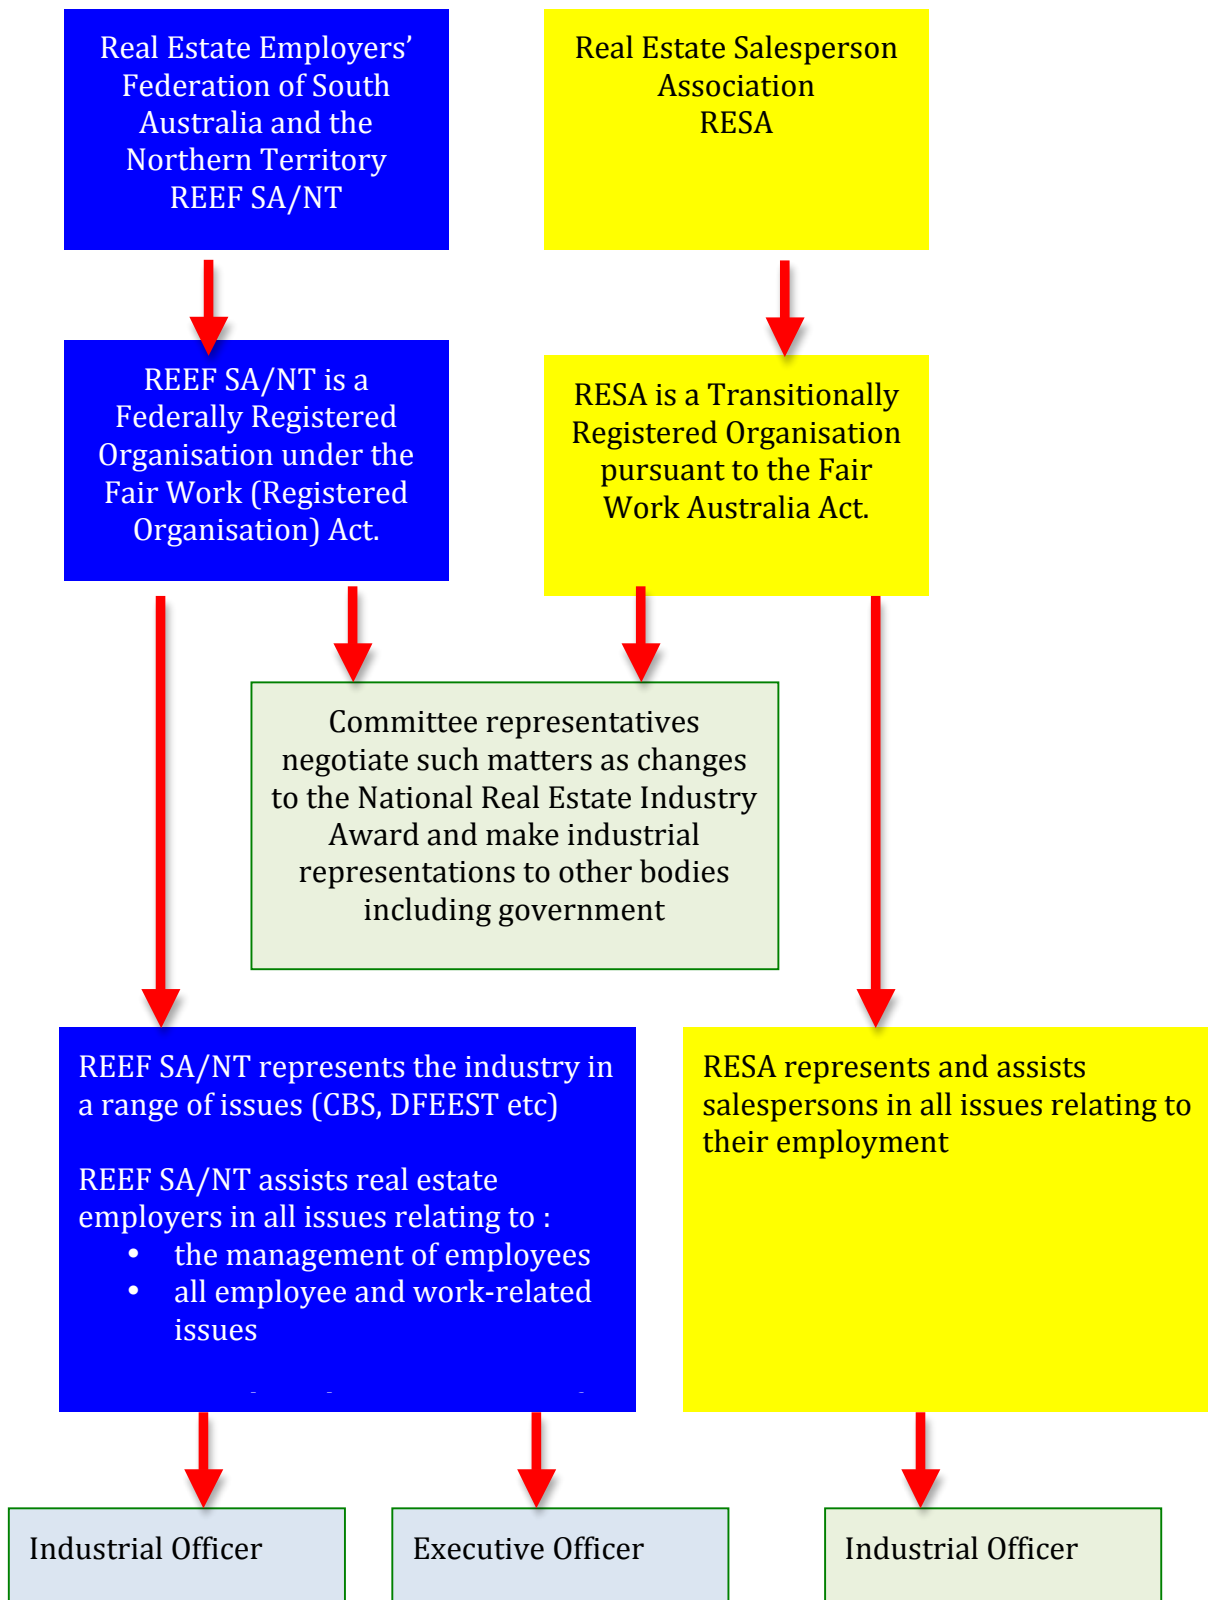 Real Estate Employers’
Federation of South
Australia and the
Northern Territory
REEF SA/NT
Real Estate Salesperson
Association
RESA
REEF SA/NT is a
Federally Registered
Organisation under the
Fair Work (Registered
Organisation) Act.
RESA is a Transitionally
Registered Organisation
pursuant to the Fair
Work Australia Act.
Committee representatives
negotiate such matters as changes
to the National Real Estate Industry
Award and make industrial
representations to other bodies
including government
REEF SA/NT represents the industry in
a range of issues (CBS, DFEEST etc)
REEF SA/NT assists real estate
employers in all issues relating to :
• the management of employees
• all employee and work-related
issues
RESA represents and assists
salespersons in all issues relating to
their employment
Industrial Officer
Executive Officer
Industrial Officer